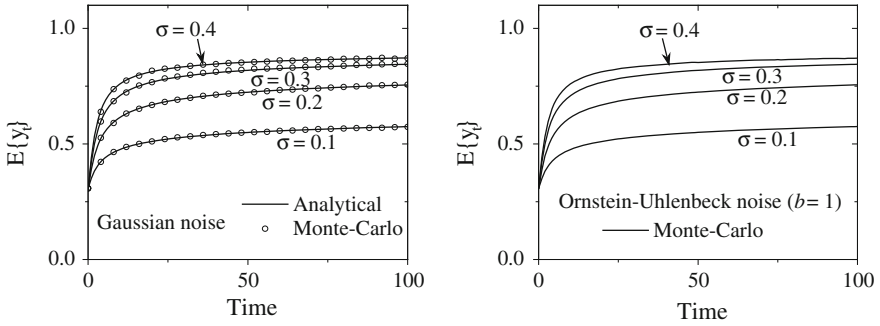 1.0
0.5
0.0
E{yt}
σ = 0.4
σ = 0.3
σ = 0.2
σ = 0.1
Gaussian noise
Analytical
Monte-Carlo
0
50
100
Time
1.0
0.5
0.0
E{yt}
σ = 0.4
σ = 0.3
σ = 0.2
σ = 0.1
Ornstein-Uhlenbeck noise (b= 1)
Monte-Carlo
0
50
100
Time